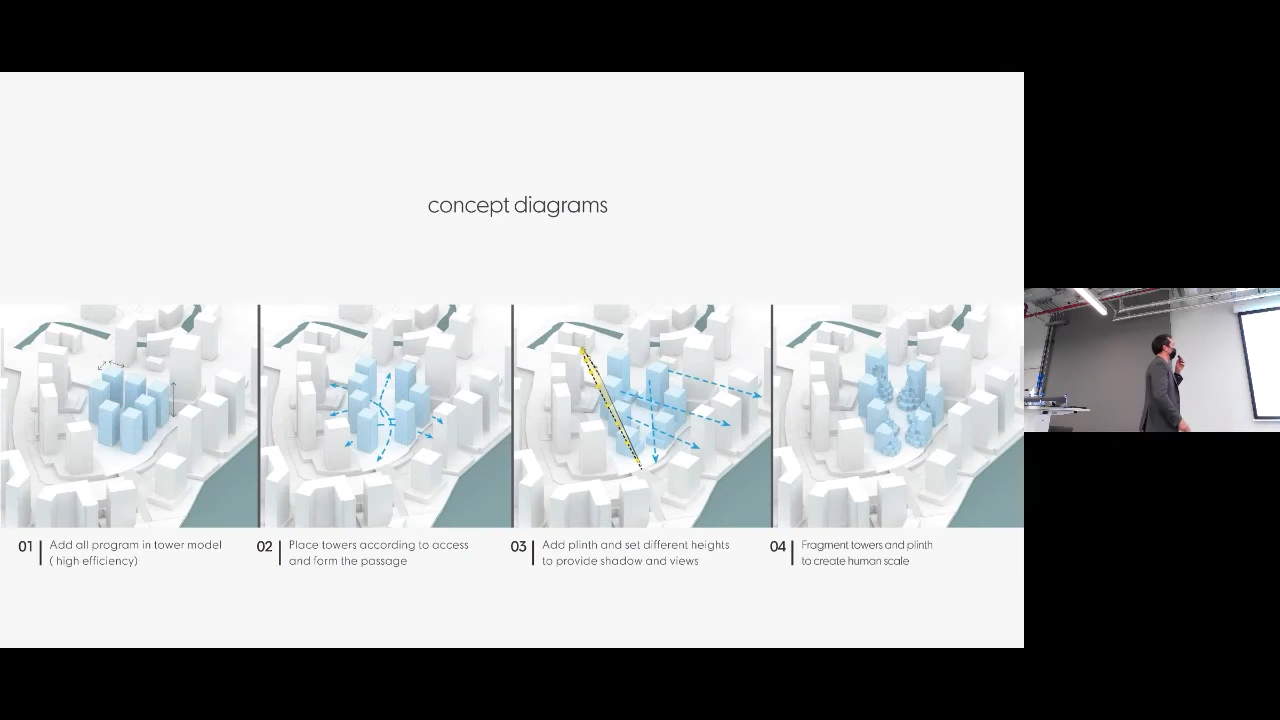 concept diagrams
01 Add all program in tower model
( high efficiency)
02 Place towers according to access
and form the passage
03 Add plinth and set different heights
to provide shadow and views
04 Fragment towers and plinth
to create human scale